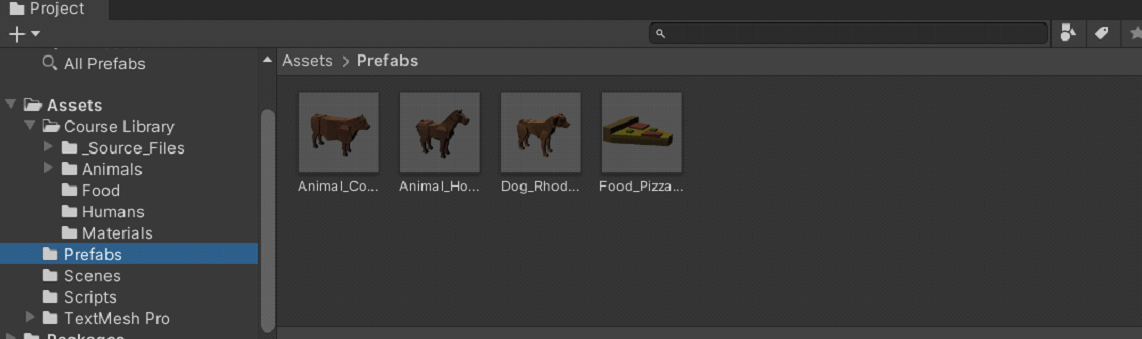 Project
All Prefabs
Assets > Prefabs
Assets
Course Library
_Source_Files
Animals
Food
Humans
Materials
Prefabs
Scenes
Scripts
TextMesh Pro
Packages
Animal_Co...
Animal_Ho...
Dog_Rhod...
Food_Pizza...